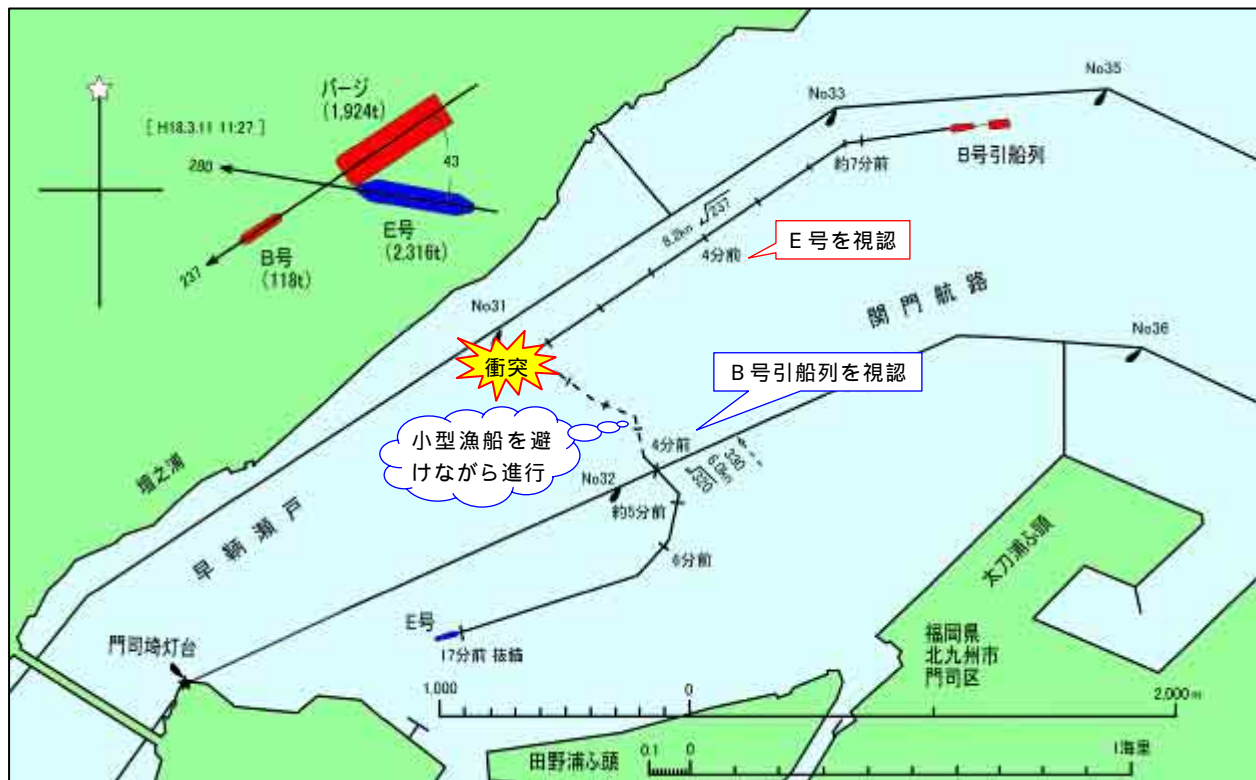 バージ
(1,924t)
[H18.3.11 11:27]
280
43
B号
(118t)
E号
(2,316t)
237
No35
No33
約7分前
B号引船列
8.2kn
237
4分前
E号を視認
関門航路
No36
No31
衝突
B号引船列を視認
小型漁船を避
けながら進行
4分前
330
6.0kn
320
No32
約5分前
6分前
壇之浦
早鞆瀬戸
太刀浦ふ頭
E号
17分前 抜錨
門司埼灯台
福岡県
北九州市
門司区
1,000
0
2,000m
田野浦ふ頭
0.1
0
1海里